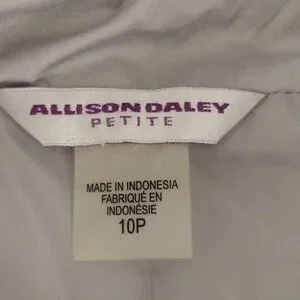 ALLISON DALEY
PETITE
MADE IN INDONESIA
FABRIQUÉ EN
INDONÉSIE
10P